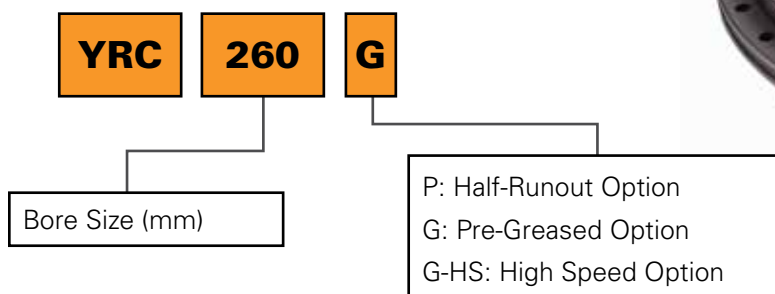 YRC 260 G
Bore Size (mm)
P: Half-Runout Option
G: Pre-Greased Option
G-HS: High Speed Option